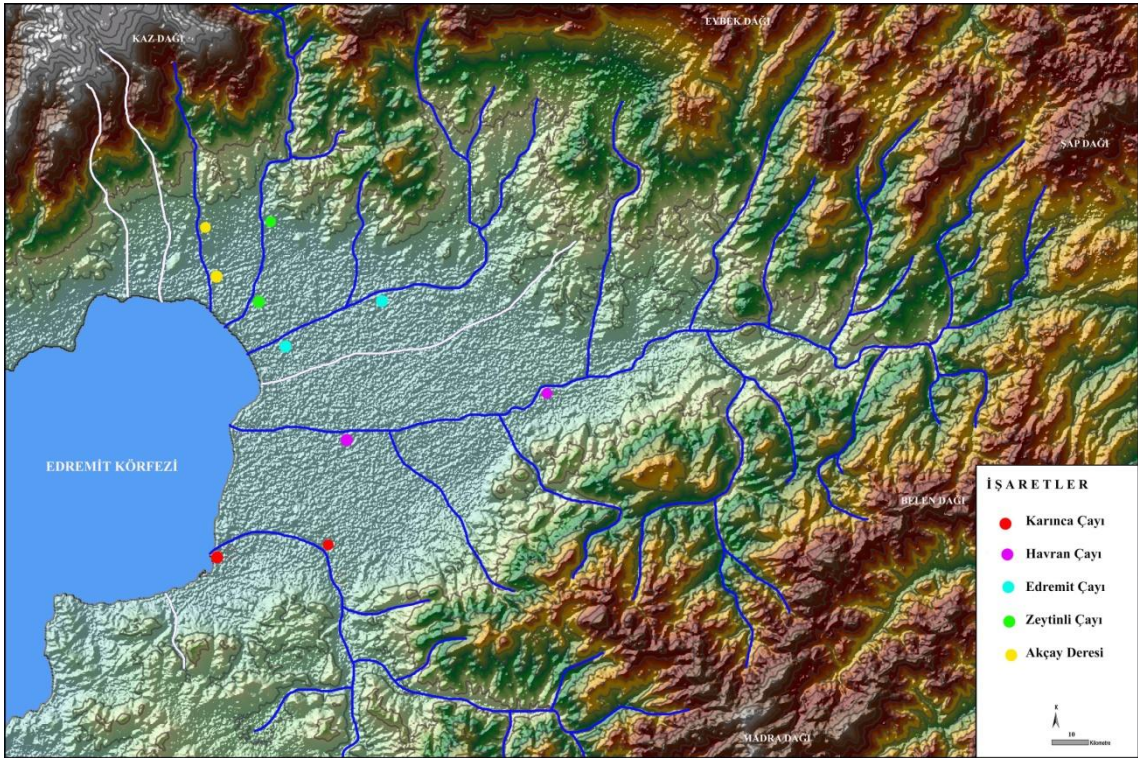 KAZ DAĞI
EYBEK DAĞI
ŞAP DAĞI
EDREMİT KÖRFEZİ
BELEN DAĞI
MADRA DAĞI
İŞARETLER
Karınca Çayı
Havran Çayı
Edremit Çayı
Zeytinli Çayı
Akçay Deresi
K
10
Kilometre